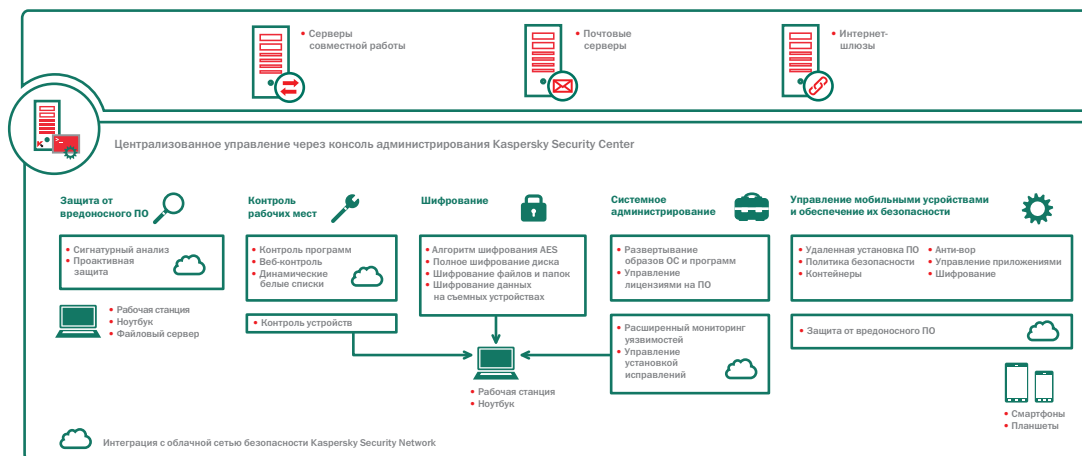 • Серверы
совместной работы
• Почтовые
серверы
• Интернет-
шлюзы
Централизованное управление через консоль администрирования Kaspersky Security Center
Защита от
вредоносного ПО
• Сигнатурный анализ
• Проактивная
защита
• Рабочая станция
• Ноутбук
• Файловый сервер
Контроль
рабочих мест
• Контроль программ
• Веб-контроль
• Динамические
белые списки
• Контроль устройств
Шифрование
• Алгоритм шифрования AES
• Полное шифрование диска
• Шифрование файлов и папок
• Шифрование данных
на съемных устройствах
• Рабочая станция
• Ноутбук
Системное
администрирование
• Развертывание
образов ОС и программ
• Управление
лицензиями на ПО
• Расширенный мониторинг
уязвимостей
• Управление
установкой
исправлений
Управление мобильными устройствами
и обеспечение их безопасности
• Удаленная установка ПО
• Политика безопасности
• Контейнеры
• Анти-вор
• Управление приложениями
• Шифрование
• Защита от вредоносного ПО
• Смартфоны
• Планшеты
Интеграция с облачной сетью безопасности Kaspersky Security Network